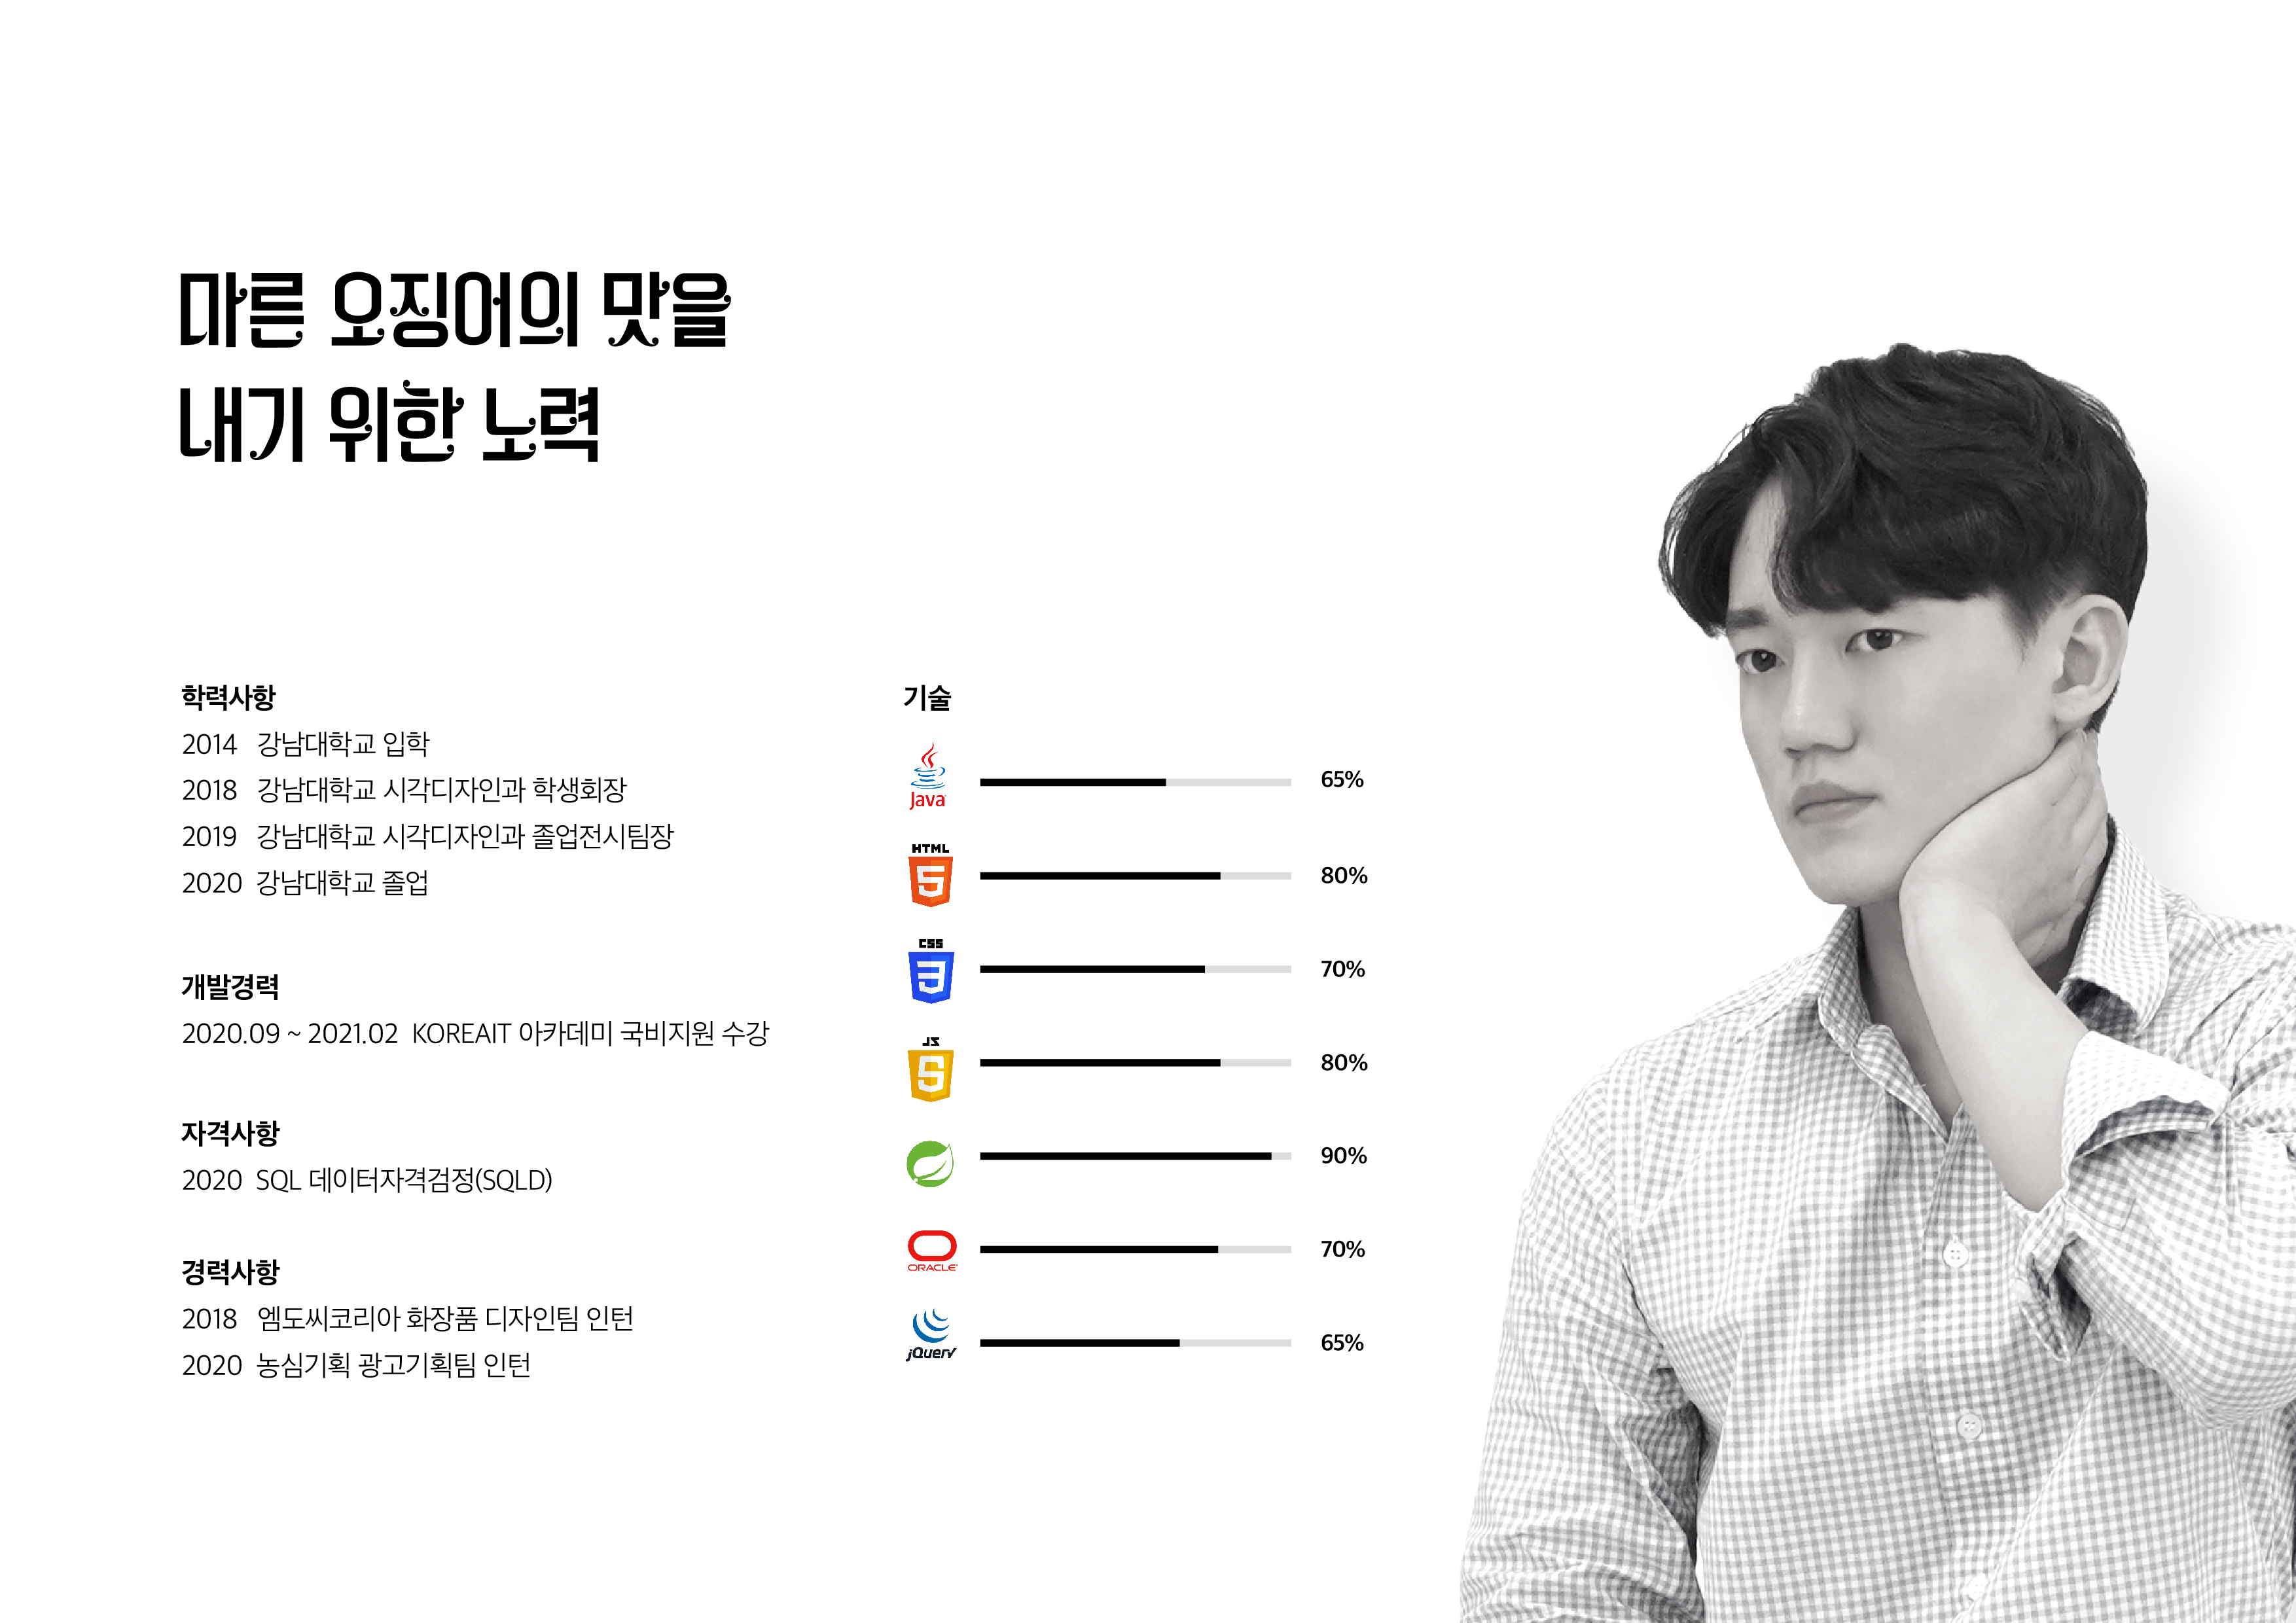 마른 오징어의 맛을
내기 위한 노력
학력사항
2014 강남대학교 입학
2018 강남대학교 시각디자인과 학생회장
2019 강남대학교 시각디자인과 졸업전시팀장
2020 강남대학교 졸업
개발경력
2020.09 ~ 2021.02 KOREAIT 아카데미 국비지원 수강
자격사항
2020 SQL 데이터자격검정(SQLD)
경력사항
2018 엠도씨코리아 화장품 디자인팀 인턴
2020 농심기획 광고기획팀 인턴
기술
Java 65%
HTML 5 80%
CSS 3 70%
JS 5 80%
90%
ORACLE 70%
jQuery 65%